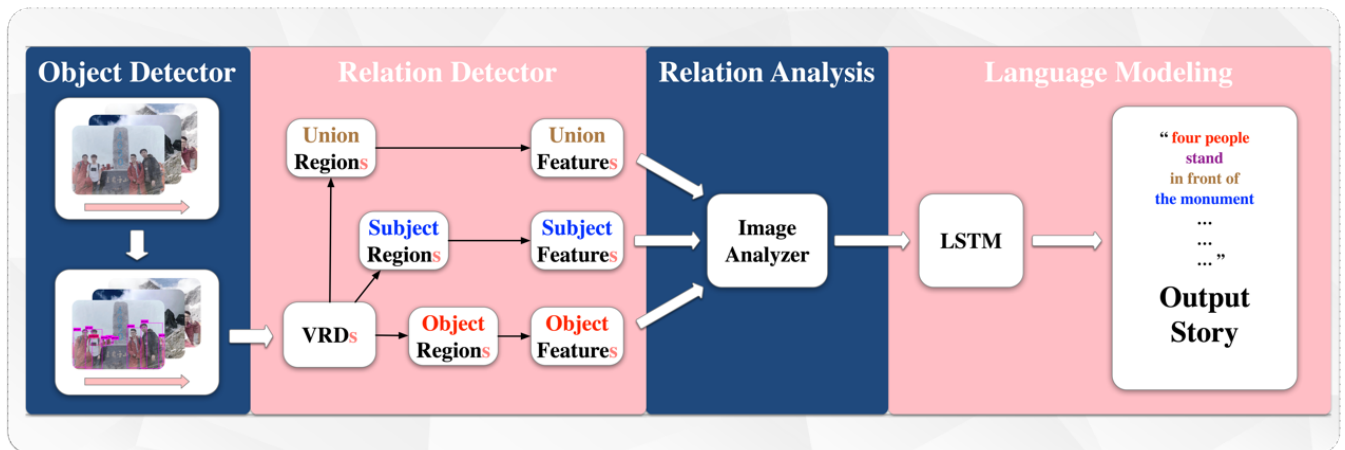 Object Detector
Relation Detector
Relation Analysis
Language Modeling
Union
Regions
Union
Features
Subject
Regions
Subject
Features
VRDs
Object
Regions
Object
Features
Image
Analyzer
LSTM
“ four people
stand
in front of
the monument
...
...
... ”
Output
Story